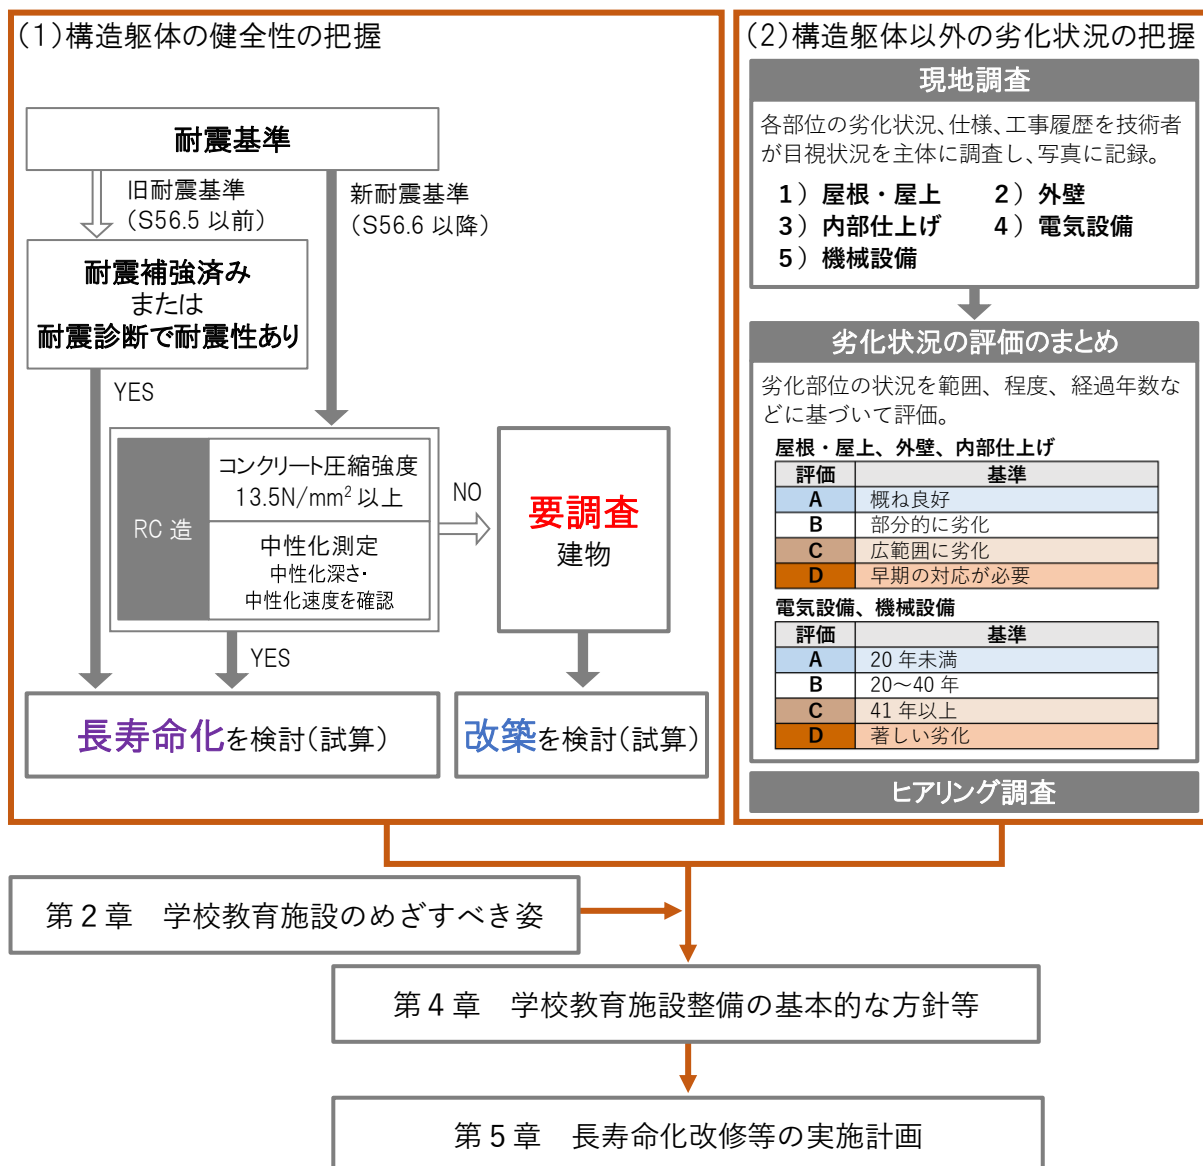 (1)構造躯体の健全性の把握
耐震基準
旧耐震基準
(S56.5 以前)
新耐震基準
(S56.6 以降)
耐震補強済み
または
耐震診断で耐震性あり
YES
RC 造
コンクリート圧縮強度
13.5N/mm² 以上
中性化測定
中性化深さ・
中性化速度を確認
NO
要調査
建物
YES
長寿命化を検討(試算)
改築を検討(試算)
(2)構造躯体以外の劣化状況の把握
現地調査
各部位の劣化状況、仕様、工事履歴を技術者
が目視状況を主体に調査し、写真に記録。
1)屋根・屋上 2)外壁
3)内部仕上げ 4)電気設備
5)機械設備
劣化状況の評価のまとめ
劣化部位の状況を範囲、程度、経過年数な
どに基づいて評価。
屋根・屋上、外壁、内部仕上げ
評価 基準
A 概ね良好
B 部分的に劣化
C 広範囲に劣化
D 早期の対応が必要
電気設備、機械設備
評価 基準
A 20 年未満
B 20～40 年
C 41 年以上
D 著しい劣化
ヒアリング調査
第2章 学校教育施設のめざすべき姿
第4章 学校教育施設整備の基本的な方針等
第5章 長寿命化改修等の実施計画